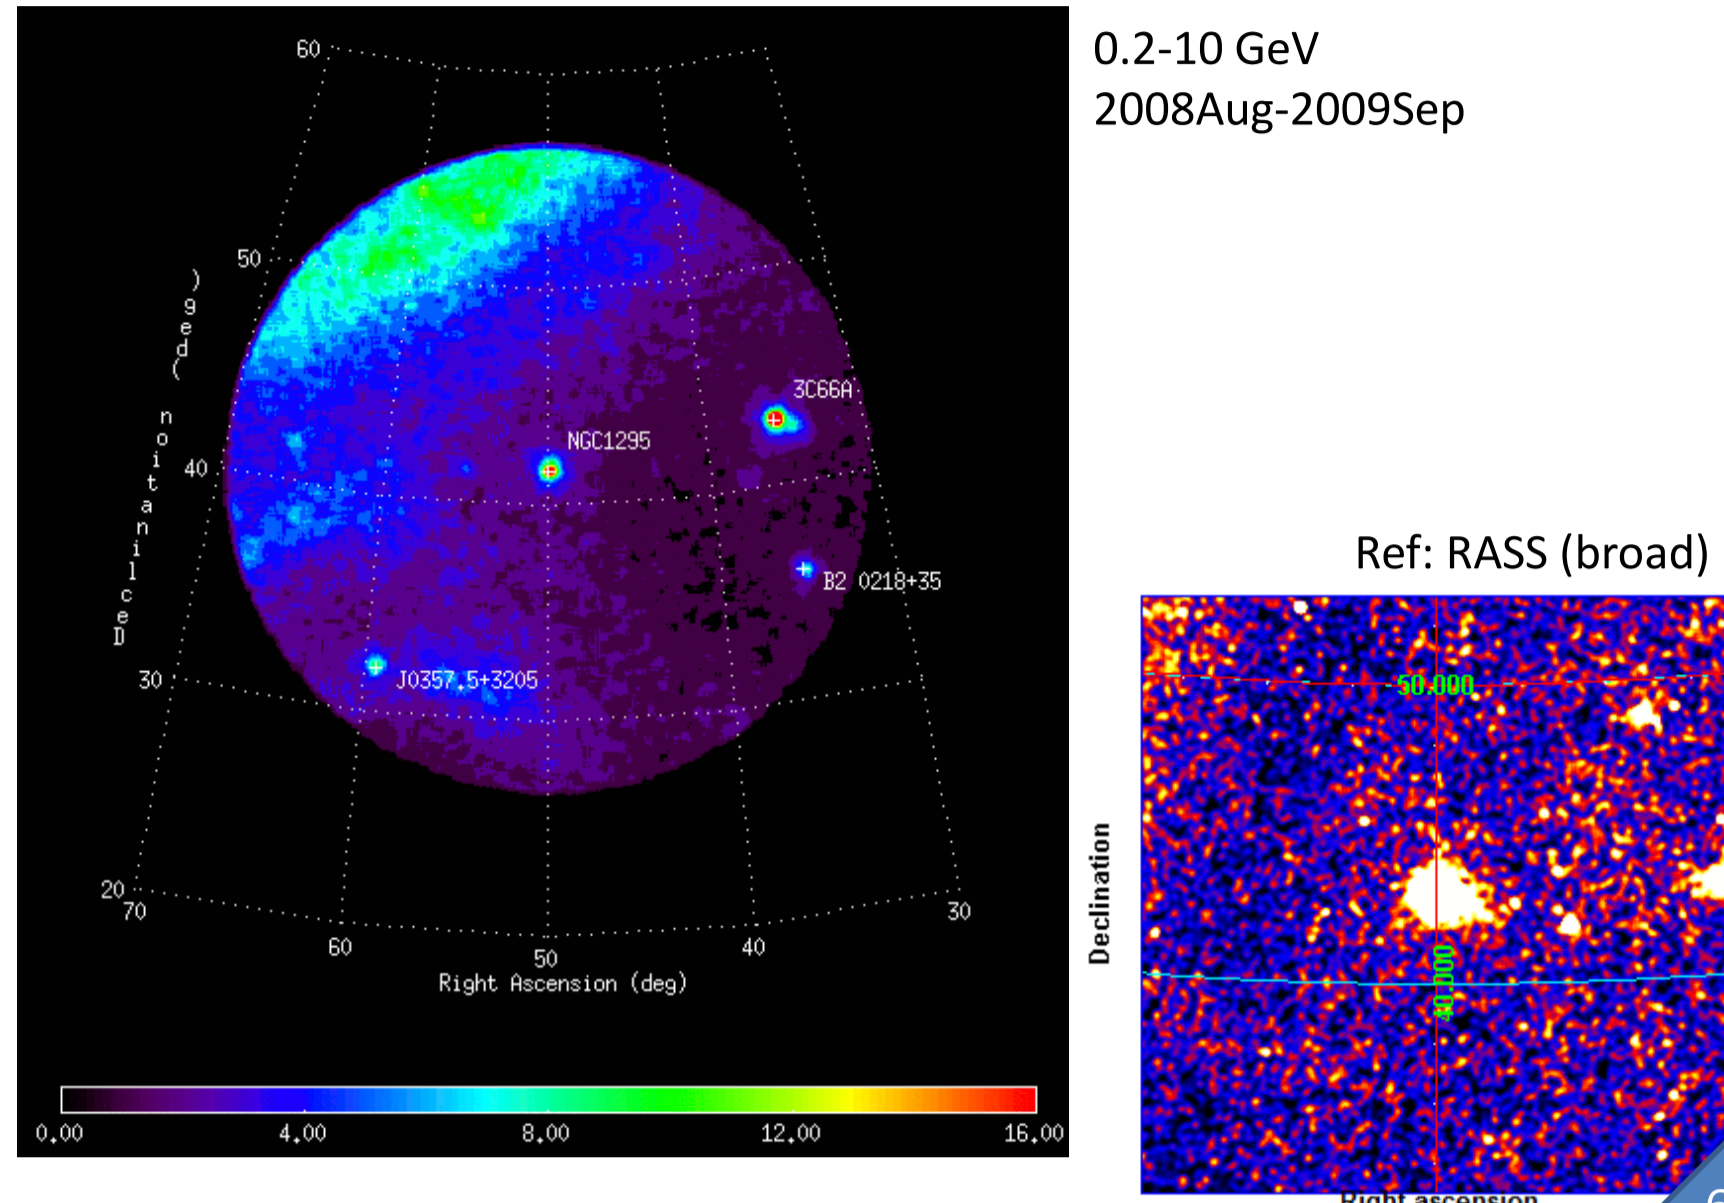 0.2-10 GeV
2008Aug-2009Sep
60
50
40
30
20
Declination (deg)
3C66A
NGC1295
B2 0218+35
J0357.5+3205
70
60
50
40
30
Right Ascension (deg)
0.00 4.00 8.00 12.00 16.00
Ref: RASS (broad)
50.000
40.000
Declination
Right ascension